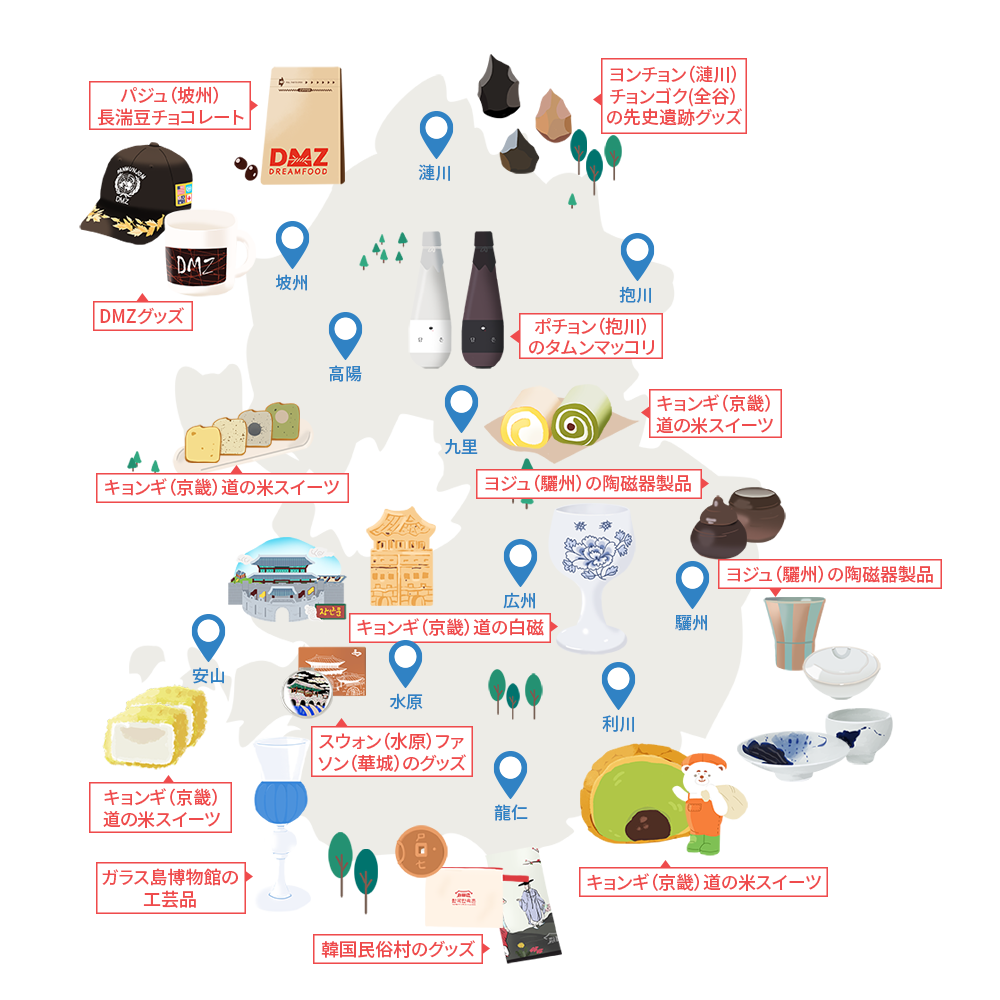 ヨンチョン（漣川）
チョンゴク(全谷)
の先史遺跡グッズ
パジュ（坡州）
長湍豆チョコレート
DMZ
DREAMFOOD
漣川
PANMUNJOM
DMZ
DMZ
坡州
抱川
DMZグッズ
ポチョン（抱川）
のタムンマッコリ
高陽
キョンギ（京畿）
道の米スイーツ
九里
キョンギ（京畿）道の米スイーツ
ヨジュ（驪州）の陶磁器製品
ヨジュ（驪州）の陶磁器製品
広州
장안문
キョンギ（京畿）道の白磁
驪州
安山
水原
利川
スウォン（水原）ファ
ソン（華城）のグッズ
キョンギ（京畿）
道の米スイーツ
龍仁
ガラス島博物館の
工芸品
キョンギ（京畿）道の米スイーツ
한국민속촌
韓国民俗村のグッズ